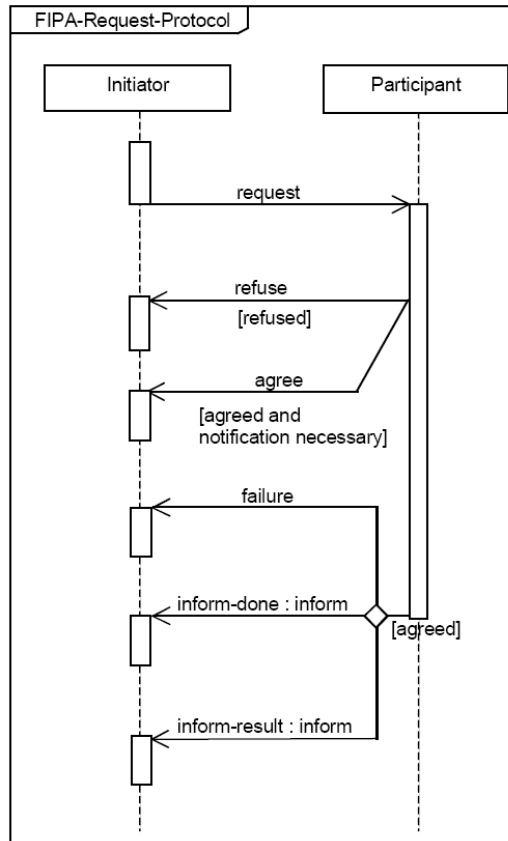 FIPA-Request-Protocol
Initiator
Participant
request
refuse
[refused]
agree
[agreed and
notification necessary]
failure
inform-done : inform
[agreed]
inform-result : inform